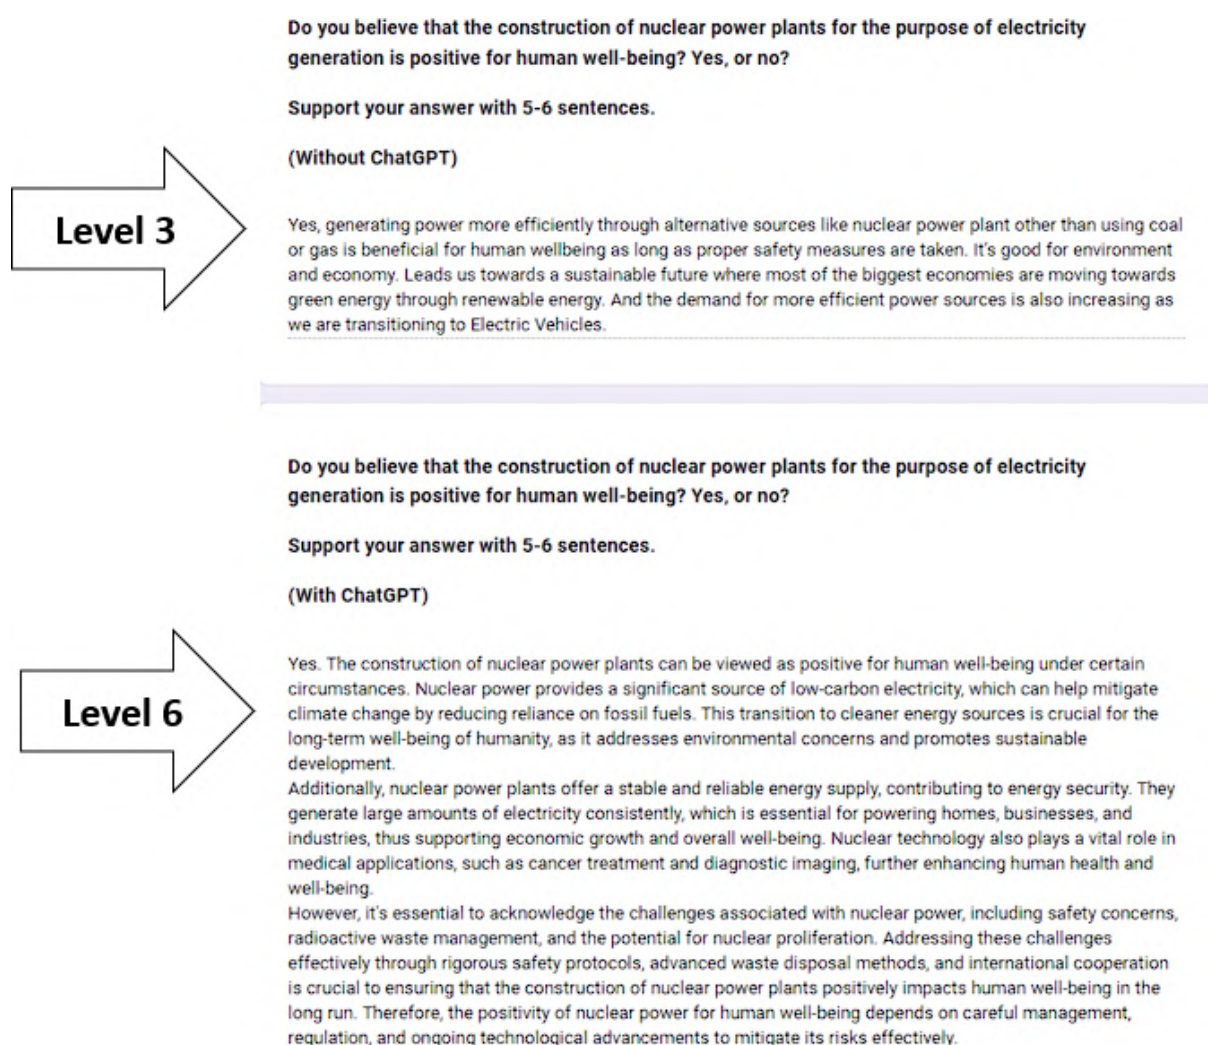 Do you believe that the construction of nuclear power plants for the purpose of electricity
generation is positive for human well-being? Yes, or no?
Support your answer with 5-6 sentences.
(Without ChatGPT)
Level 3
Yes, generating power more efficiently through alternative sources like nuclear power plant other than using coal
or gas is beneficial for human wellbeing as long as proper safety measures are taken. It's good for environment
and economy. Leads us towards a sustainable future where most of the biggest economies are moving towards
green energy through renewable energy. And the demand for more efficient power sources is also increasing as
we are transitioning to Electric Vehicles.
Do you believe that the construction of nuclear power plants for the purpose of electricity
generation is positive for human well-being? Yes, or no?
Support your answer with 5-6 sentences.
(With ChatGPT)
Level 6
Yes. The construction of nuclear power plants can be viewed as positive for human well-being under certain
circumstances. Nuclear power provides a significant source of low-carbon electricity, which can help mitigate
climate change by reducing reliance on fossil fuels. This transition to cleaner energy sources is crucial for the
long-term well-being of humanity, as it addresses environmental concerns and promotes sustainable
development.
Additionally, nuclear power plants offer a stable and reliable energy supply, contributing to energy security. They
generate large amounts of electricity consistently, which is essential for powering homes, businesses, and
industries, thus supporting economic growth and overall well-being. Nuclear technology also plays a vital role in
medical applications, such as cancer treatment and diagnostic imaging, further enhancing human health and
well-being.
However, it's essential to acknowledge the challenges associated with nuclear power, including safety concerns,
radioactive waste management, and the potential for nuclear proliferation. Addressing these challenges
effectively through rigorous safety protocols, advanced waste disposal methods, and international cooperation
is crucial to ensuring that the construction of nuclear power plants positively impacts human well-being in the
long run. Therefore, the positivity of nuclear power for human well-being depends on careful management,
regulation, and ongoing technological advancements to mitigate its risks effectively.